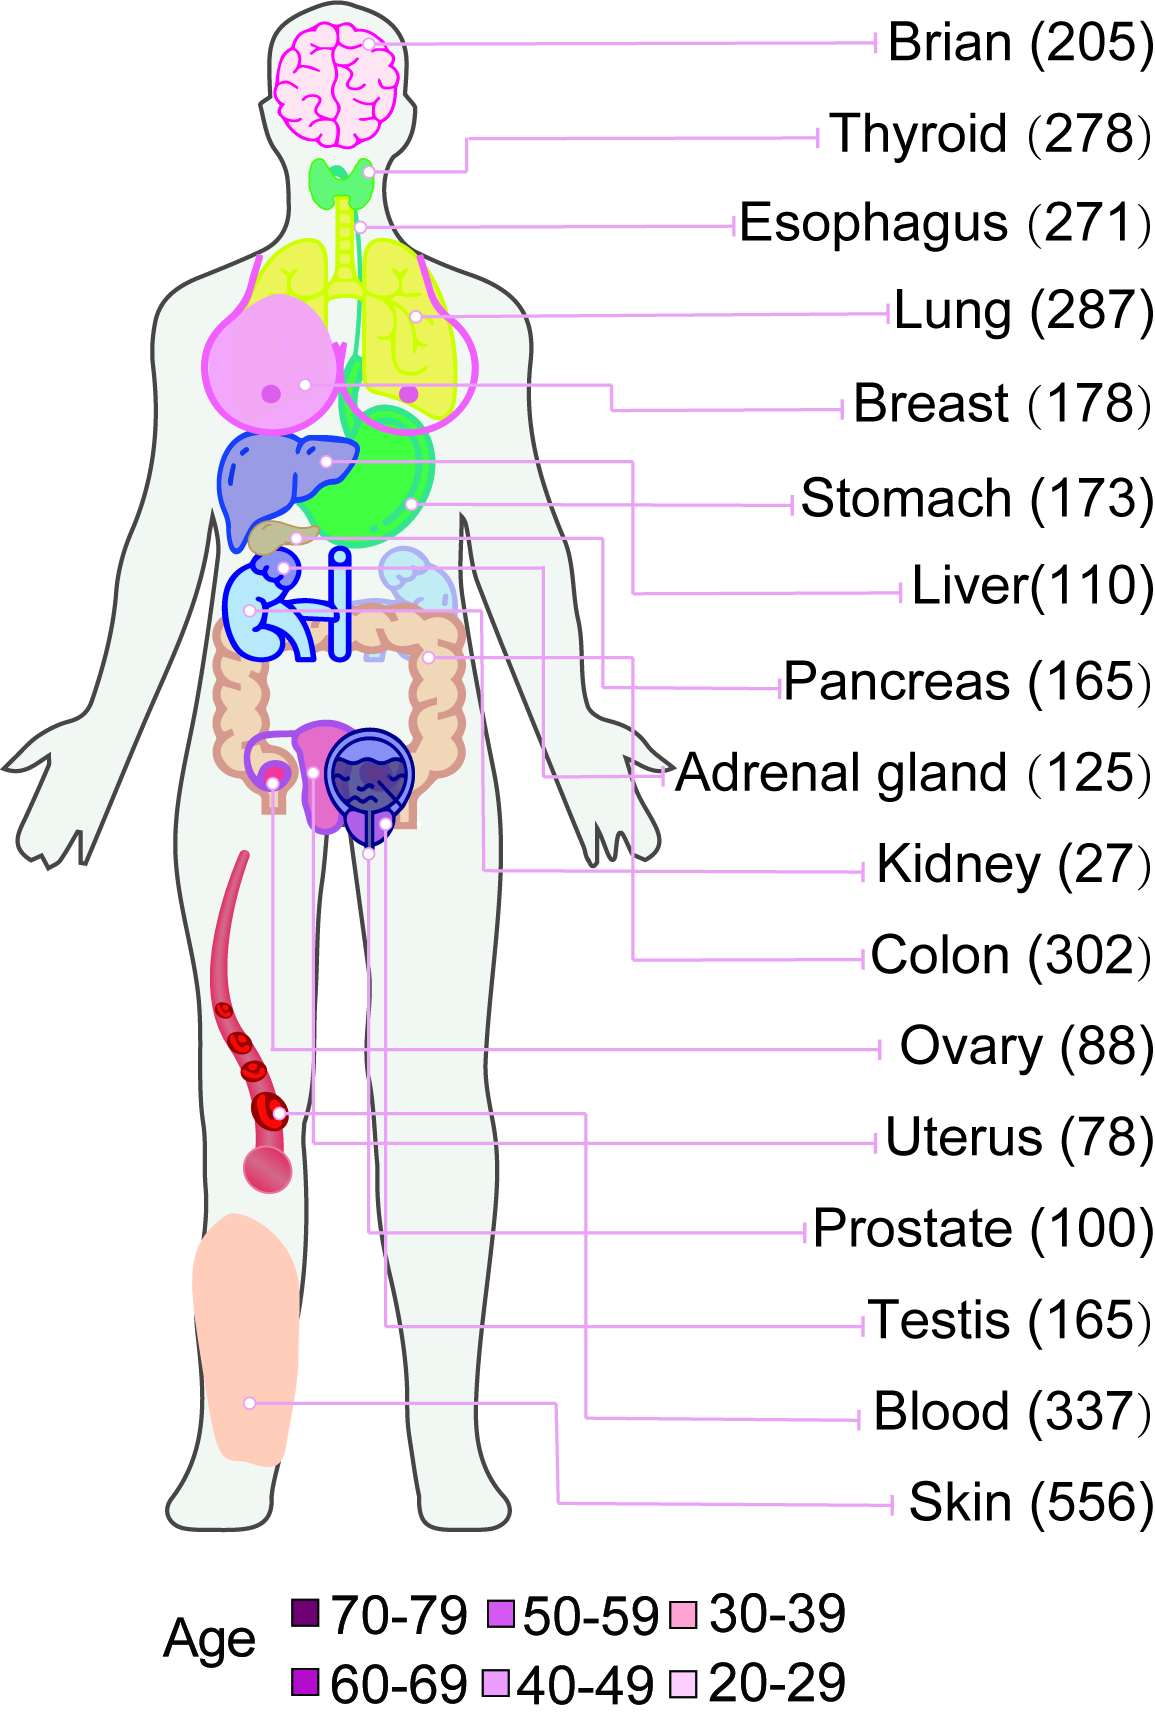 Brian (205)
Thyroid (278)
Esophagus (271)
Lung (287)
Breast (178)
Stomach (173)
Liver(110)
Pancreas (165)
Adrenal gland (125)
Kidney (27)
Colon (302)
Ovary (88)
Uterus (78)
Prostate (100)
Testis (165)
Blood (337)
Skin (556)
Age
70-79 50-59 30-39
60-69 40-49 20-29